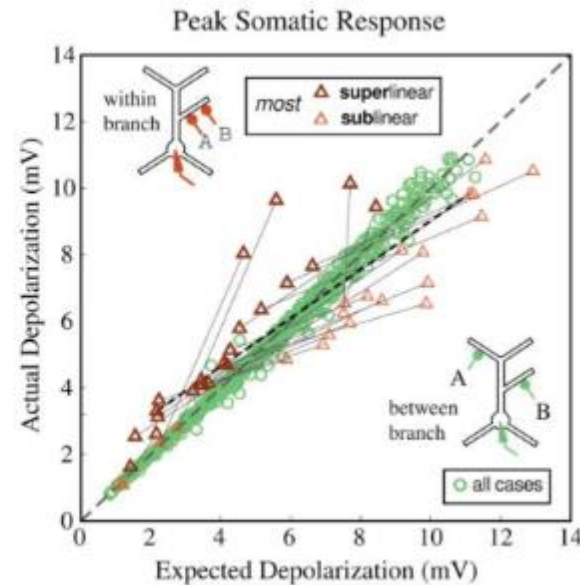 Peak Somatic Response
14
12
10
8
6
4
2
0
Actual Depolarization (mV)
within
branch
A
B
most
superlinear
sublinear
A
B
between
branch
all cases
0
2
4
6
8
10
12
14
Expected Depolarization (mV)